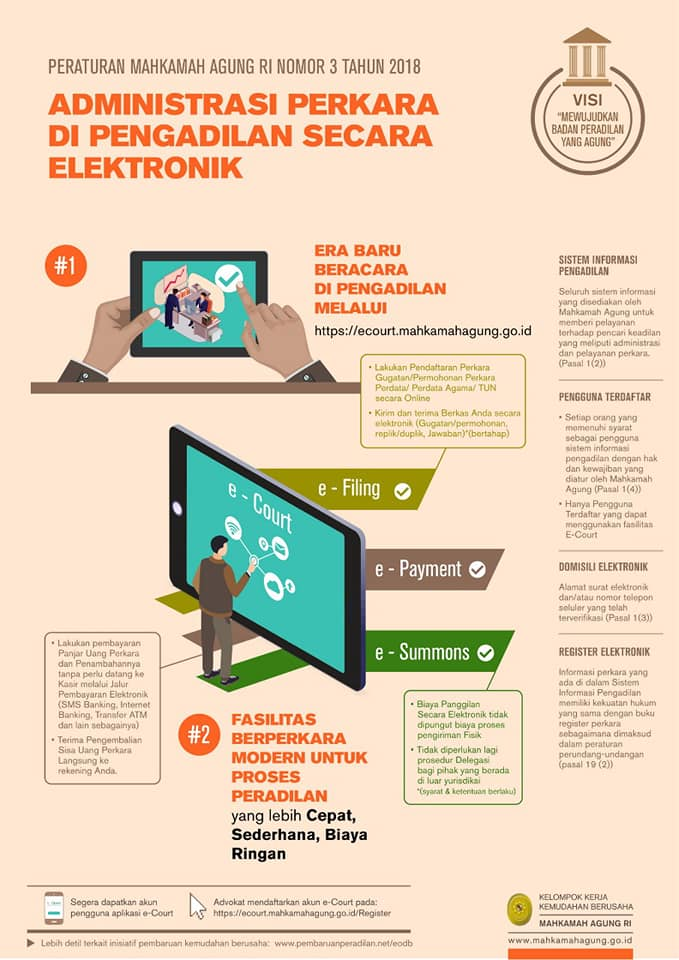 PERATURAN MAHKAMAH AGUNG RI NOMOR 3 TAHUN 2018
ADMINISTRASI PERKARA
DI PENGADILAN SECARA
ELEKTRONIK
VISI
“MEWUJUDKAN
BADAN PERADILAN
YANG AGUNG”
#1
ERA BARU
BERACARA
DI PENGADILAN
MELALUI
https://ecourt.mahkamahagung.go.id
• Lakukan Pendaftaran Perkara
Gugatan/Permohonan Perkara
Perdata/ Perdata Agama/ TUN
secara Online
• Kirim dan terima Berkas Anda secara
elektronik (Gugatan/permohonan,
replik/duplik, Jawaban)*(bertahap)
e - Court
e - Filing
e - Payment
e - Summons
• Lakukan pembayaran
Panjar Uang Perkara
dan Penambahannya
tanpa perlu datang ke
Kasir melalui Jalur
Pembayaran Elektronik
(SMS Banking, Internet
Banking, Transfer ATM
dan lain sebagainya)
• Terima Pengembalian
Sisa Uang Perkara
Langsung ke
rekening Anda.
• Biaya Panggilan
Secara Elektronik tidak
dipungut biaya proses
pengiriman Fisik
• Tidak diperlukan lagi
prosedur Delegasi
bagi pihak yang berada
di luar yurisdiksi
*(syarat & ketentuan berlaku)
#2
FASILITAS
BERPERKARA
MODERN UNTUK
PROSES
PERADILAN
yang lebih Cepat,
Sederhana, Biaya
Ringan
SISTEM INFORMASI
PENGADILAN
Seluruh sistem informasi
yang disediakan oleh
Mahkamah Agung untuk
memberi pelayanan
terhadap pencari keadilan
yang meliputi administrasi
dan pelayanan perkara.
(Pasal 1(2))
PENGGUNA TERDAFTAR
• Setiap orang yang
memenuhi syarat
sebagai pengguna
sistem informasi
pengadilan dengan hak
dan kewajiban yang
diatur oleh Mahkamah
Agung (Pasal 1(4))
• Hanya Pengguna
Terdaftar yang dapat
menggunakan fasilitas
E-Court
DOMISILI ELEKTRONIK
Alamat surat elektronik
dan/atau nomor telepon
seluler yang telah
terverifikasi (Pasal 1(3))
REGISTER ELEKTRONIK
Informasi perkara yang
ada di dalam Sistem
Informasi Pengadilan
memiliki kekuatan hukum
yang sama dengan buku
register perkara
sebagaimana dimaksud
dalam peraturan
perundang-undangan
(pasal 19 (2))
Segera dapatkan akun
pengguna aplikasi e-Court
Advokat mendaftarkan akun e-Court pada:
https://ecourt.mahkamahagung.go.id/Register
Lebih detil terkait inisiatif pembaruan kemudahan berusaha: www.pembaruanperadilan.net/eodb
KELOMPOK KERJA
KEMUDAHAN BERUSAHA
MAHKAMAH AGUNG RI
www.mahkamahagung.go.id